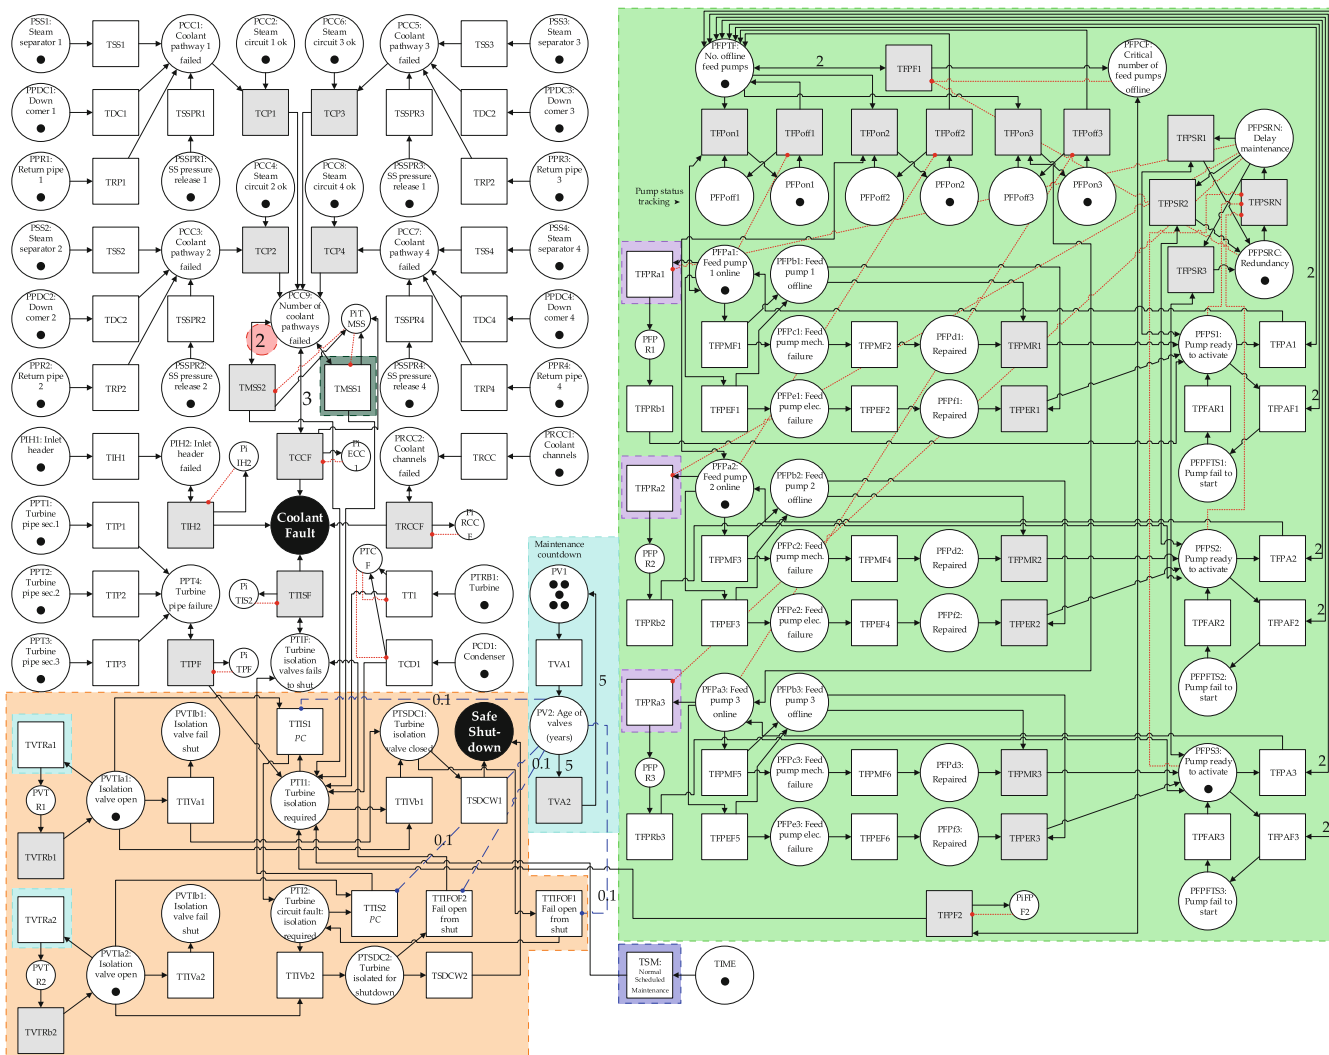 PSS1:
Steam
separator 1
TSS1
PCC1:
Coolant
pathway 1
failed
PCC2:
Steam
circuit 1 ok
PCC6:
Steam
circuit 3 ok
PCC5:
Coolant
pathway 3
failed
TSS3
PSS3:
Steam
separator 3
PPDC1:
Down
comer 1
TDC1
TSSPR1
TCP1
TCP3
TSSPR3
TDC2
PPDC3:
Down
comer 3
PPR1:
Return pipe
1
TRP1
PSSPR1:
SS pressure
release 1
PCC4:
Steam
circuit 2 ok
PCC8:
Steam
circuit 4 ok
PSSPR3:
SS pressure
release 1
TRP2
PPR3:
Return pipe
3
PSS2:
Steam
separator 2
TSS2
PCC3:
Coolant
pathway 2
failed
TCP2
TCP4
PCC7:
Coolant
pathway 4
failed
TSS4
PSS4:
Steam
separator 4
PPDC2:
Down
comer 2
TDC2
TSSPR2
PCC9:
Number of
coolant
pathways
failed
PiT
MSS
TSSPR4
TDC4
PPDC4:
Down
comer 4
2
PPR2:
Return pipe
2
TRP2
PSSPR2:
SS pressure
release 2
TMSS2
3
TMSS1
PSSPR4:
SS pressure
release 4
TRP4
PPR4:
Return pipe
4
PIH1: Inlet
header
TIH1
PIH2: Inlet
header
failed
Pi
IH2
TCCF
Pi
ECC
1
PRCC2:
Coolant
channels
failed
TRCC
PRCC1:
Coolant
channels
PPT1:
Turbine
pipe sec.1
TTP1
TIH2
Coolant
Fault
TRCCF
Pi
RCC
F
PPT2:
Turbine
pipe sec.2
TTP2
PPT4:
Turbine
pipe failure
Pi
TIS2
TTISF
PTC
F
TT1
PTRB1:
Turbine
PPT3:
Turbine
pipe sec.3
TTP3
TTPF
Pi
TPF
PTIF:
Turbine
isolation
valves fails
to shut
TCD1
PCD1:
Condenser
Maintenance
countdown
PV1
TVA1
5
PV2: Age of
valves
(years)
5
TVA2
0.1
0.1
0.1
0.1
TVTRa1
PVT
R1
TVTRb1
PVTIa1:
Isolation
valve open
PVTIb1:
Isolation
valve fail
shut
TTIVa1
TTIS1
PC
PTI1:
Turbine
isolation
required
PTSDC1:
Turbine
isolation
valve closed
TTIVb1
Safe
Shut-
down
TSDCW1
TVTRa2
PVT
R2
TVTRb2
PVTIa2:
Isolation
valve open
PVTIb1:
Isolation
valve fail
shut
TTIVa2
PTI2:
Turbine
circuit fault:
isolation
required
TTIVb2
TTIS2
PC
TTIFOF2
Fail open
from
shut
TTIFOF1
Fail open
from
shut
PTSDC2:
Turbine
isolated for
shutdown
TSDCW2
TSM:
Normal
Scheduled
Maintenance
TIME
PFPTF:
No. offline
feed pumps
2
TFPF1
PFPCF:
Critical
number of
feed pumps
offline
TFPon1
TFPoff1
TFPon2
TFPoff2
TFPon3
TFPoff3
TFPSR1
PFPSRN:
Delay
maintenance
Pump status
tracking ➤
PFPoff1
PFPon1
PFPoff2
PFPon2
PFPoff3
PFPon3
TFPSR2
TFPSRN
TFPSR3
PFPSRC:
Redundancy
2
TFPRa1
PFPa1:
Feed pump
1 online
PFPb1: Feed
pump 1
offline
PFP
R1
TFPMF1
PFPc1: Feed
pump mech.
failure
TFPMF2
PFPd1:
Repaired
TFPMR1
PFPS1:
Pump ready
to activate
TFPA1
TFPRb1
TFPEF1
PFPe1: Feed
pump elec.
failure
TFPEF2
PFPf1:
Repaired
TFPER1
TFPAR1
TFPAF1
2
PFPFTS1:
Pump fail to
start
TFPRa2
PFPa2:
Feed pump
2 online
PFPb2: Feed
pump 2
offline
PFP
R2
TFPMF3
PFPc2: Feed
pump mech.
failure
TFPMF4
PFPd2:
Repaired
TFPMR2
PFPS2:
Pump ready
to activate
TFPA2
2
TFPRb2
TFPEF3
PFPe2: Feed
pump elec.
failure
TFPEF4
PFPf2:
Repaired
TFPER2
TFPAR2
TFPAF2
2
PFPFTS2:
Pump fail to
start
TFPRa3
PFPa3: Feed
pump 3
online
PFPb3: Feed
pump 3
offline
PFP
R3
TFPMF5
PFPc3: Feed
pump mech.
failure
TFPMF6
PFPd3:
Repaired
TFPMR3
PFPS3:
Pump ready
to activate
TFPA3
2
TFPRb3
TFPEF5
PFPe3: Feed
pump elec.
failure
TFPEF6
PFPf3:
Repaired
TFPER3
TFPAR3
TFPAF3
2
PFPFTS3:
Pump fail to
start
TFPF2
PiFP
F2